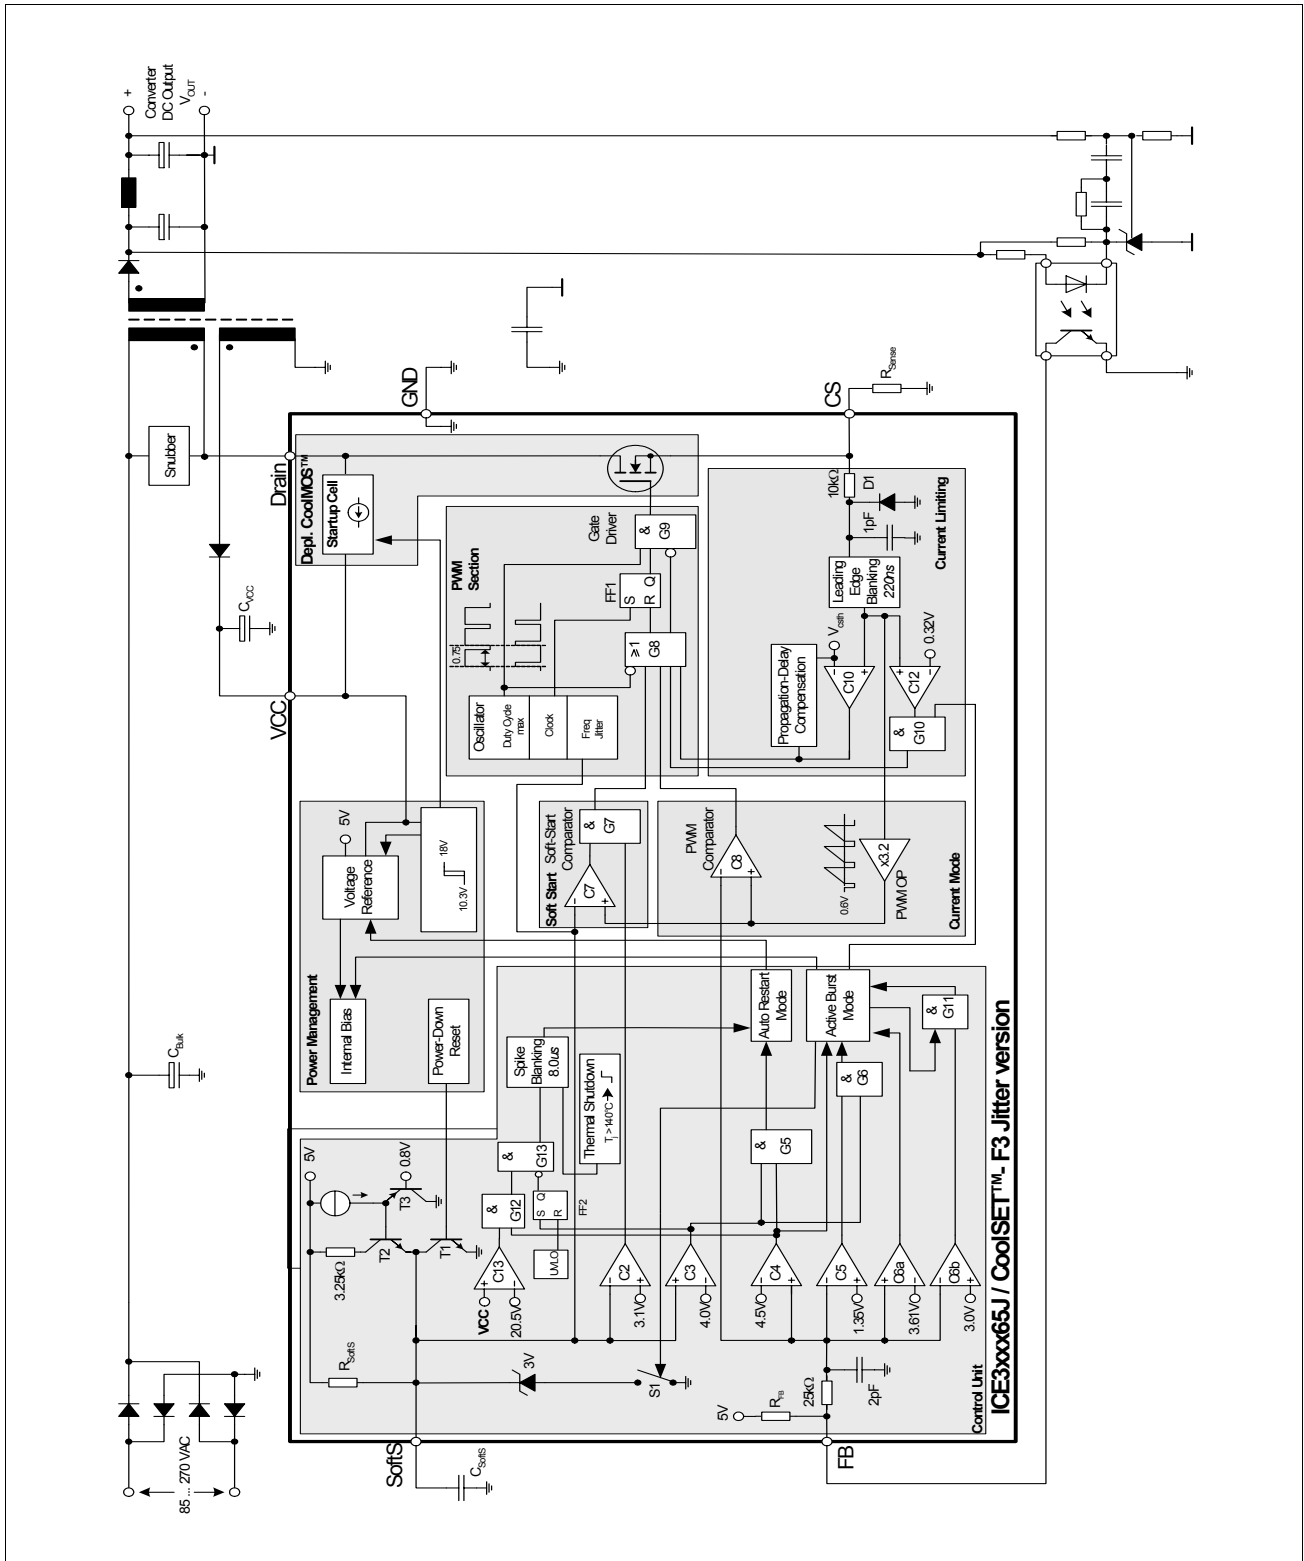 +
Converter
DC Output
V_OUT
-
Snubber
C_VCC
C_Bulk
85 ... 270 VAC
VCC
Drain
GND
CS
R_Sense
SoftS
C_SoftS
FB
Depl. CoolMOS™
Startup Cell
PWM
Section
0.75
Oscillator
Duty Cycle
max
Clock
Freq
Jitter
Gate
Driver
&
G9
FF1
S
R
Q
≥1
G8
Current Limiting
10kΩ
D1
1pF
Leading
Edge
Blanking
220ns
Propagation-Delay
Compensation
V_csth
C10
+
-
C12
+
-
0.32V
&
G10
Power Management
Internal Bias
Voltage
Reference
5V
18V
10.3V
Power-Down
Reset
Soft Start
Soft-Start
Comparator
C7
-
+
&
G7
PWM
Comparator
C8
-
+
0.6V
x3.2
PWM OP
Current Mode
5V
3.25kΩ
T2
T3
0.8V
T1
R_SoftS
VCC
20.5V
C13
+
-
&
G12
&
G13
S Q
R
FF2
UVLO
Spike
Blanking
8.0us
Thermal Shutdown
T_j >140°C
3V
S1
3.1V
C2
-
+
4.0V
C3
+
-
4.5V
C4
+
-
1.35V
C5
-
+
3.61V
C6a
+
-
3.0V
C6b
-
+
&
G5
&
G6
&
G11
Auto Restart
Mode
Active Burst
Mode
5V
R_FB
25kΩ
2pF
Control Unit
ICE3xxx65J / CoolSET™- F3 Jitter version